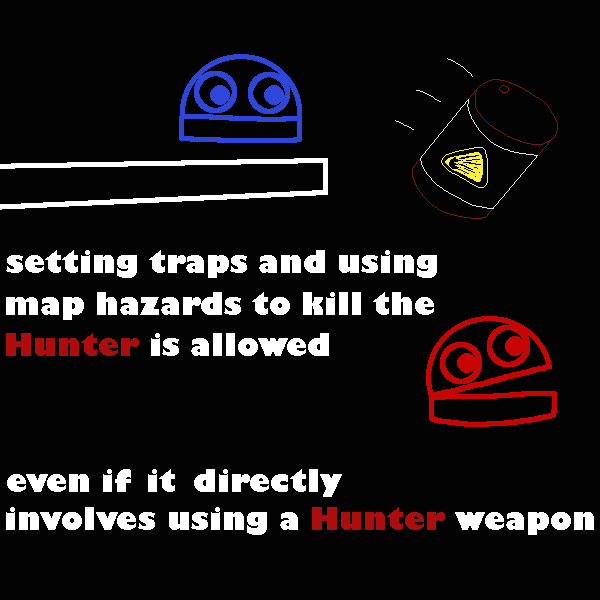 setting traps and using
map hazards to kill the
Hunter is allowed
even if it directly
involves using a Hunter weapon